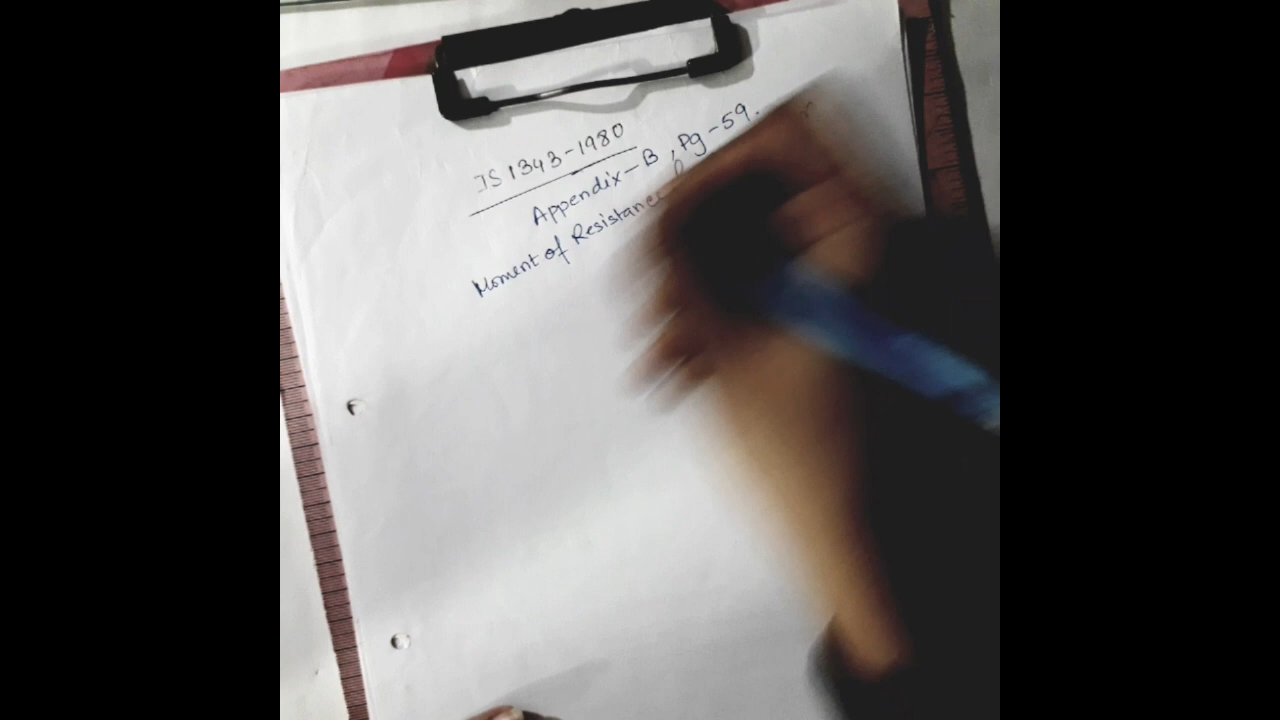 IS 1343-1980
Appendix-B, Pg-59.
Moment of Resistance